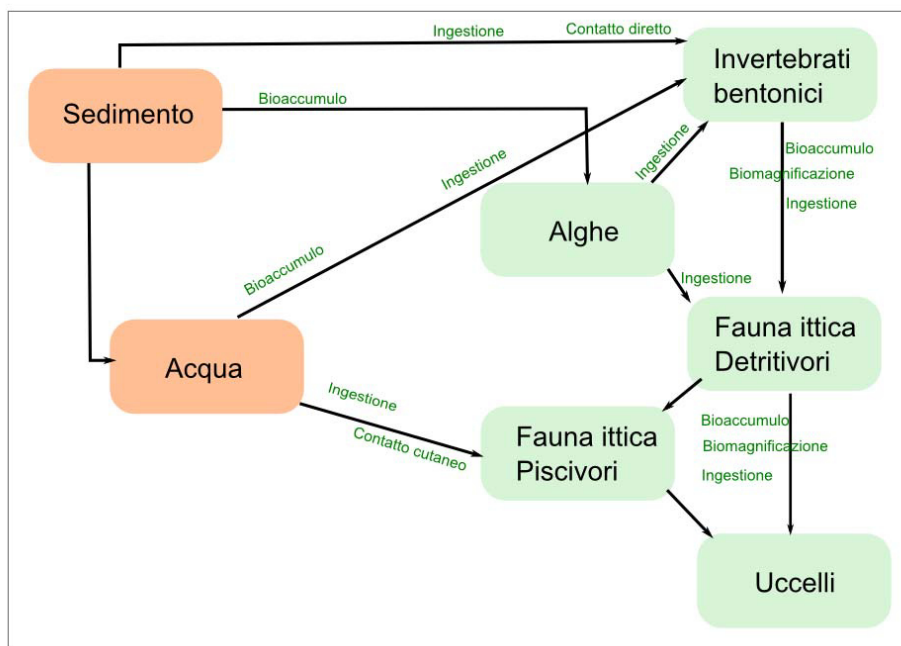 Ingestione
Contatto diretto
Invertebrati
bentonici
Sedimento
Bioaccumulo
Ingestione
Ingestione
Bioaccumulo
Biomagnificazione
Ingestione
Alghe
Bioaccumulo
Ingestione
Fauna ittica
Detritivori
Acqua
Ingestione
Contatto cutaneo
Fauna ittica
Piscivori
Bioaccumulo
Biomagnificazione
Ingestione
Uccelli